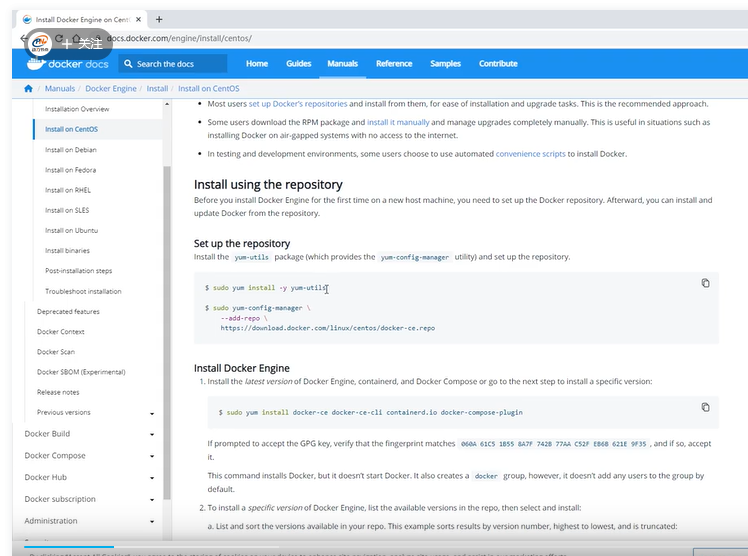 Install Docker Engine on Cent
docs.docker.com/engine/install/centos/
关注
docker docs
Search the docs
Home
Guides
Manuals
Reference
Samples
Contribute
Manuals / Docker Engine / Install / Install on CentOS
Installation Overview
Install on CentOS
Install on Debian
Install on Fedora
Install on RHEL
Install on SLES
Install on Ubuntu
Install binaries
Post-installation steps
Troubleshoot installation
Deprecated features
Docker Context
Docker Scan
Docker SBOM (Experimental)
Release notes
Previous versions
Docker Build
Docker Compose
Docker Hub
Docker subscription
Administration
Most users set up Docker's repositories and install from them, for ease of installation and upgrade tasks. This is the recommended approach.
Some users download the RPM package and install it manually and manage upgrades completely manually. This is useful in situations such as
installing Docker on air-gapped systems with no access to the internet.
In testing and development environments, some users choose to use automated convenience scripts to install Docker.
Install using the repository
Before you install Docker Engine for the first time on a new host machine, you need to set up the Docker repository. Afterward, you can install and
update Docker from the repository.
Set up the repository
Install the yum-utils package (which provides the yum-config-manager utility) and set up the repository.
$ sudo yum install -y yum-utils
$ sudo yum-config-manager \
--add-repo \
https://download.docker.com/linux/centos/docker-ce.repo
Install Docker Engine
1. Install the latest version of Docker Engine, containerd, and Docker Compose or go to the next step to install a specific version:
$ sudo yum install docker-ce docker-ce-cli containerd.io docker-compose-plugin
If prompted to accept the GPG key, verify that the fingerprint matches 060A 61C5 1B55 8A7F 742B 77AA C52F EB6B 621E 9F35 , and if so, accept
it.
This command installs Docker, but it doesn't start Docker. It also creates a docker group, however, it doesn't add any users to the group by
default.
2. To install a specific version of Docker Engine, list the available versions in the repo, then select and install:
a. List and sort the versions available in your repo. This example sorts results by version number, highest to lowest, and is truncated: